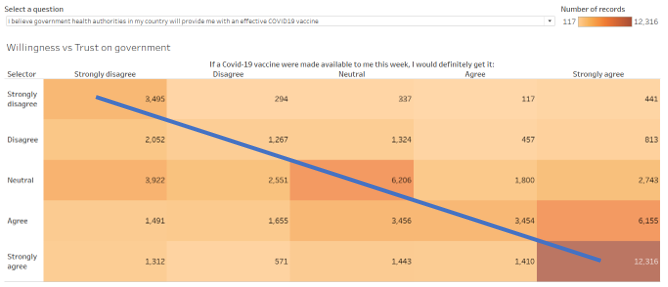 Select a question
Number of records
I believe government health authorities in my country will provide me with an effective COVID19 vaccine
117 12,316
Willingness vs Trust on government
If a Covid-19 vaccine were made available to me this week, I would definitely get it:
Selector Strongly disagree Disagree Neutral Agree Strongly agree
Strongly
disagree
3,495 294 337 117 441
Disagree 2,052 1,267 1,324 457 813
Neutral 3,922 2,551 6,206 1,800 2,743
Agree 1,491 1,655 3,456 3,454 6,155
Strongly
agree
1,312 571 1,443 1,410 12,316